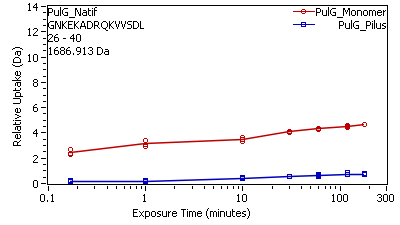 14
12
10
8
6
4
2
0
Relative Uptake (Da)
PulG_Natif
GNKEKADRQKVVSDL
26 - 40
1686.913 Da
PulG_Monomer
PulG_Pilus
0.1 1 10 100 300
Exposure Time (minutes)